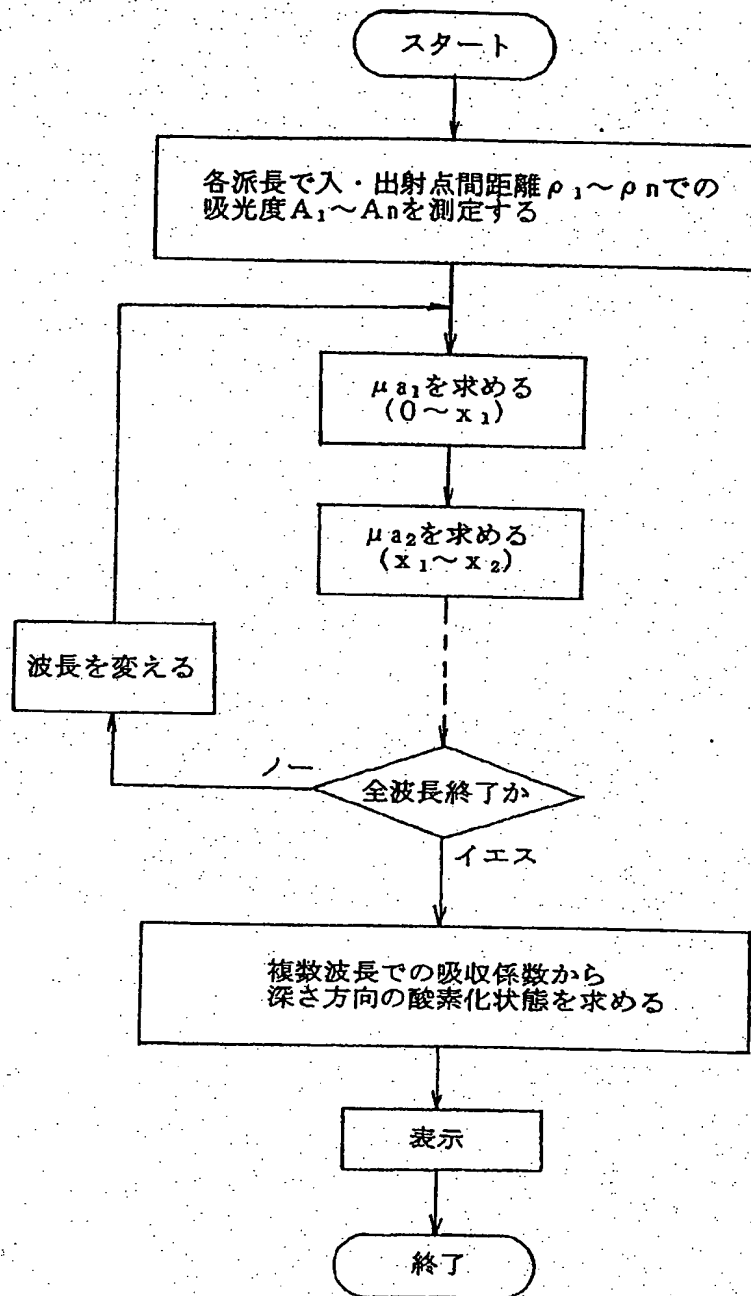 スタート
各派長で入・出射点間距離ρ₁～ρnでの
吸光度A₁～Anを測定する
μa₁を求める
(0～x₁)
μa₂を求める
(x₁～x₂)
波長を変える
ノー
全波長終了か
イエス
複数波長での吸収係数から
深さ方向の酸素化状態を求める
表示
終了